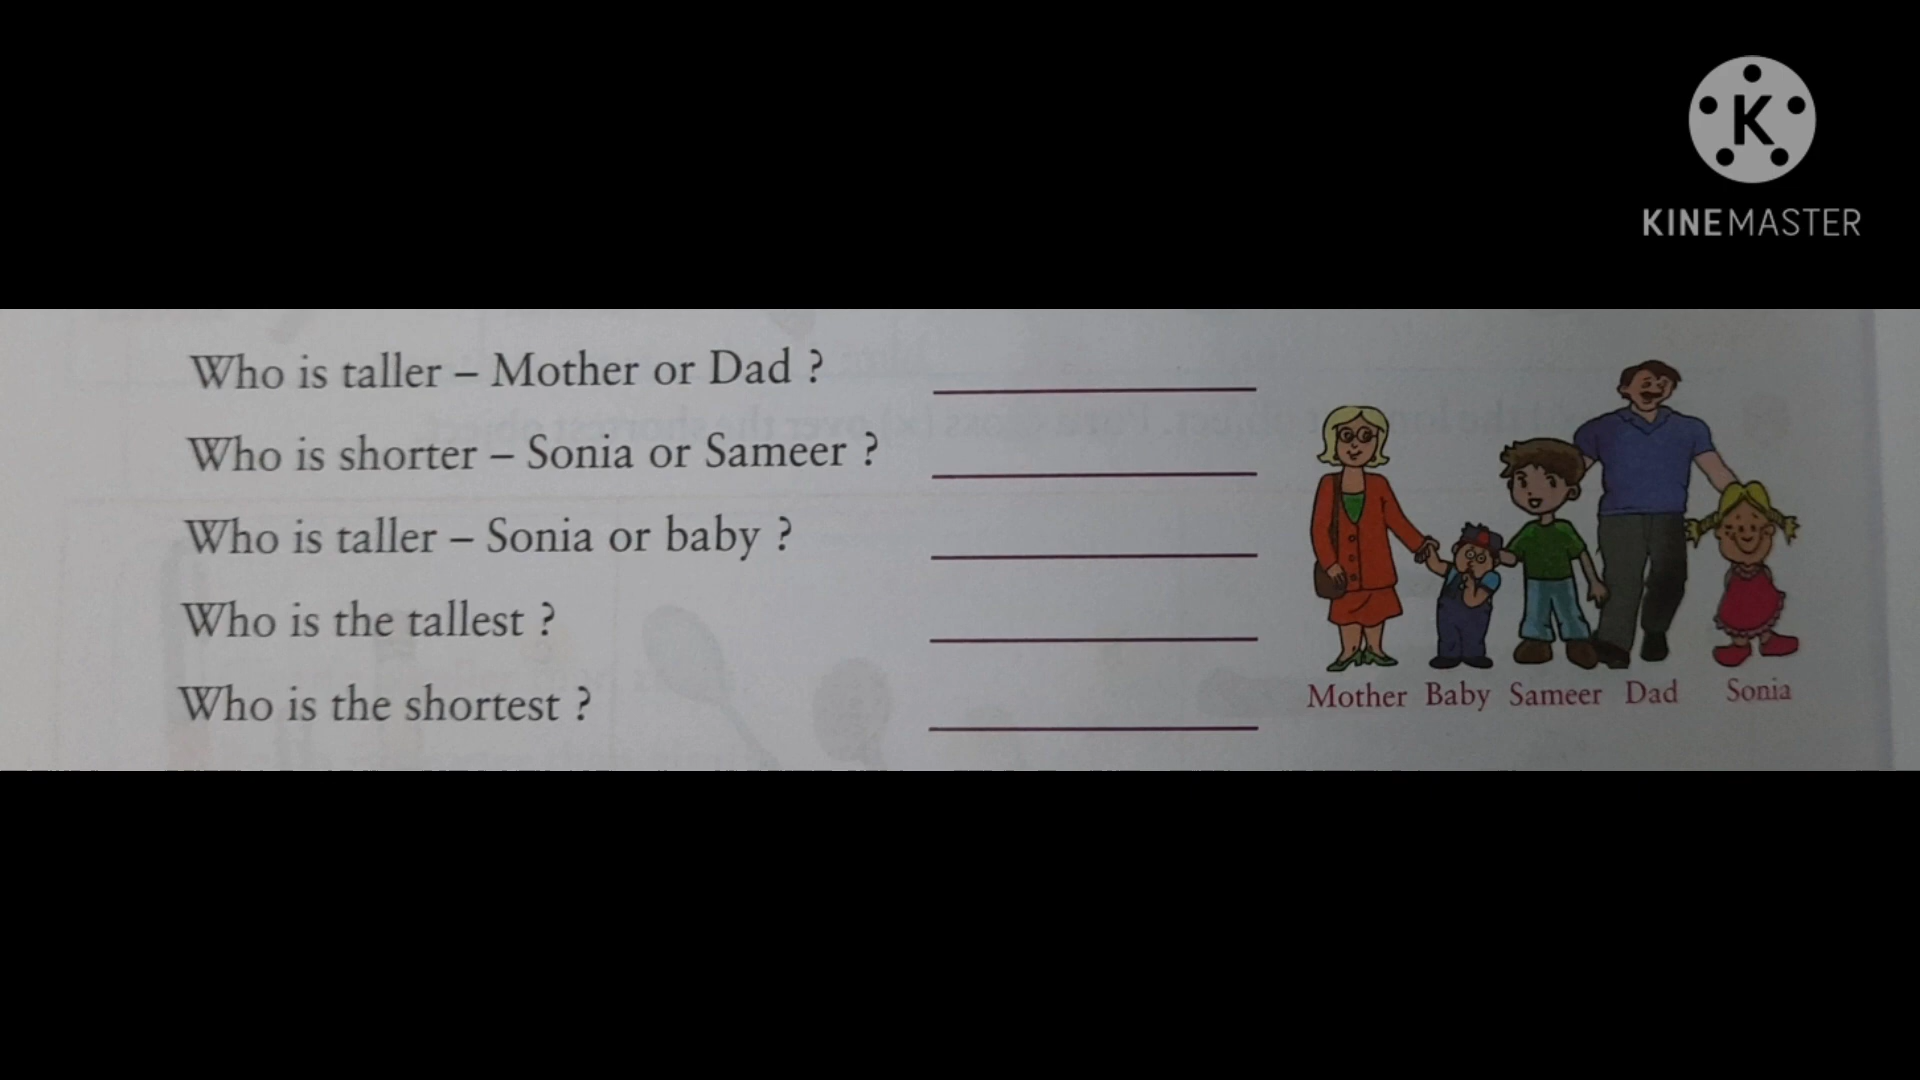 K
KINEMASTER
Who is taller – Mother or Dad ?
Who is shorter – Sonia or Sameer ?
Who is taller – Sonia or baby ?
Who is the tallest ?
Who is the shortest ?
Mother Baby Sameer Dad Sonia